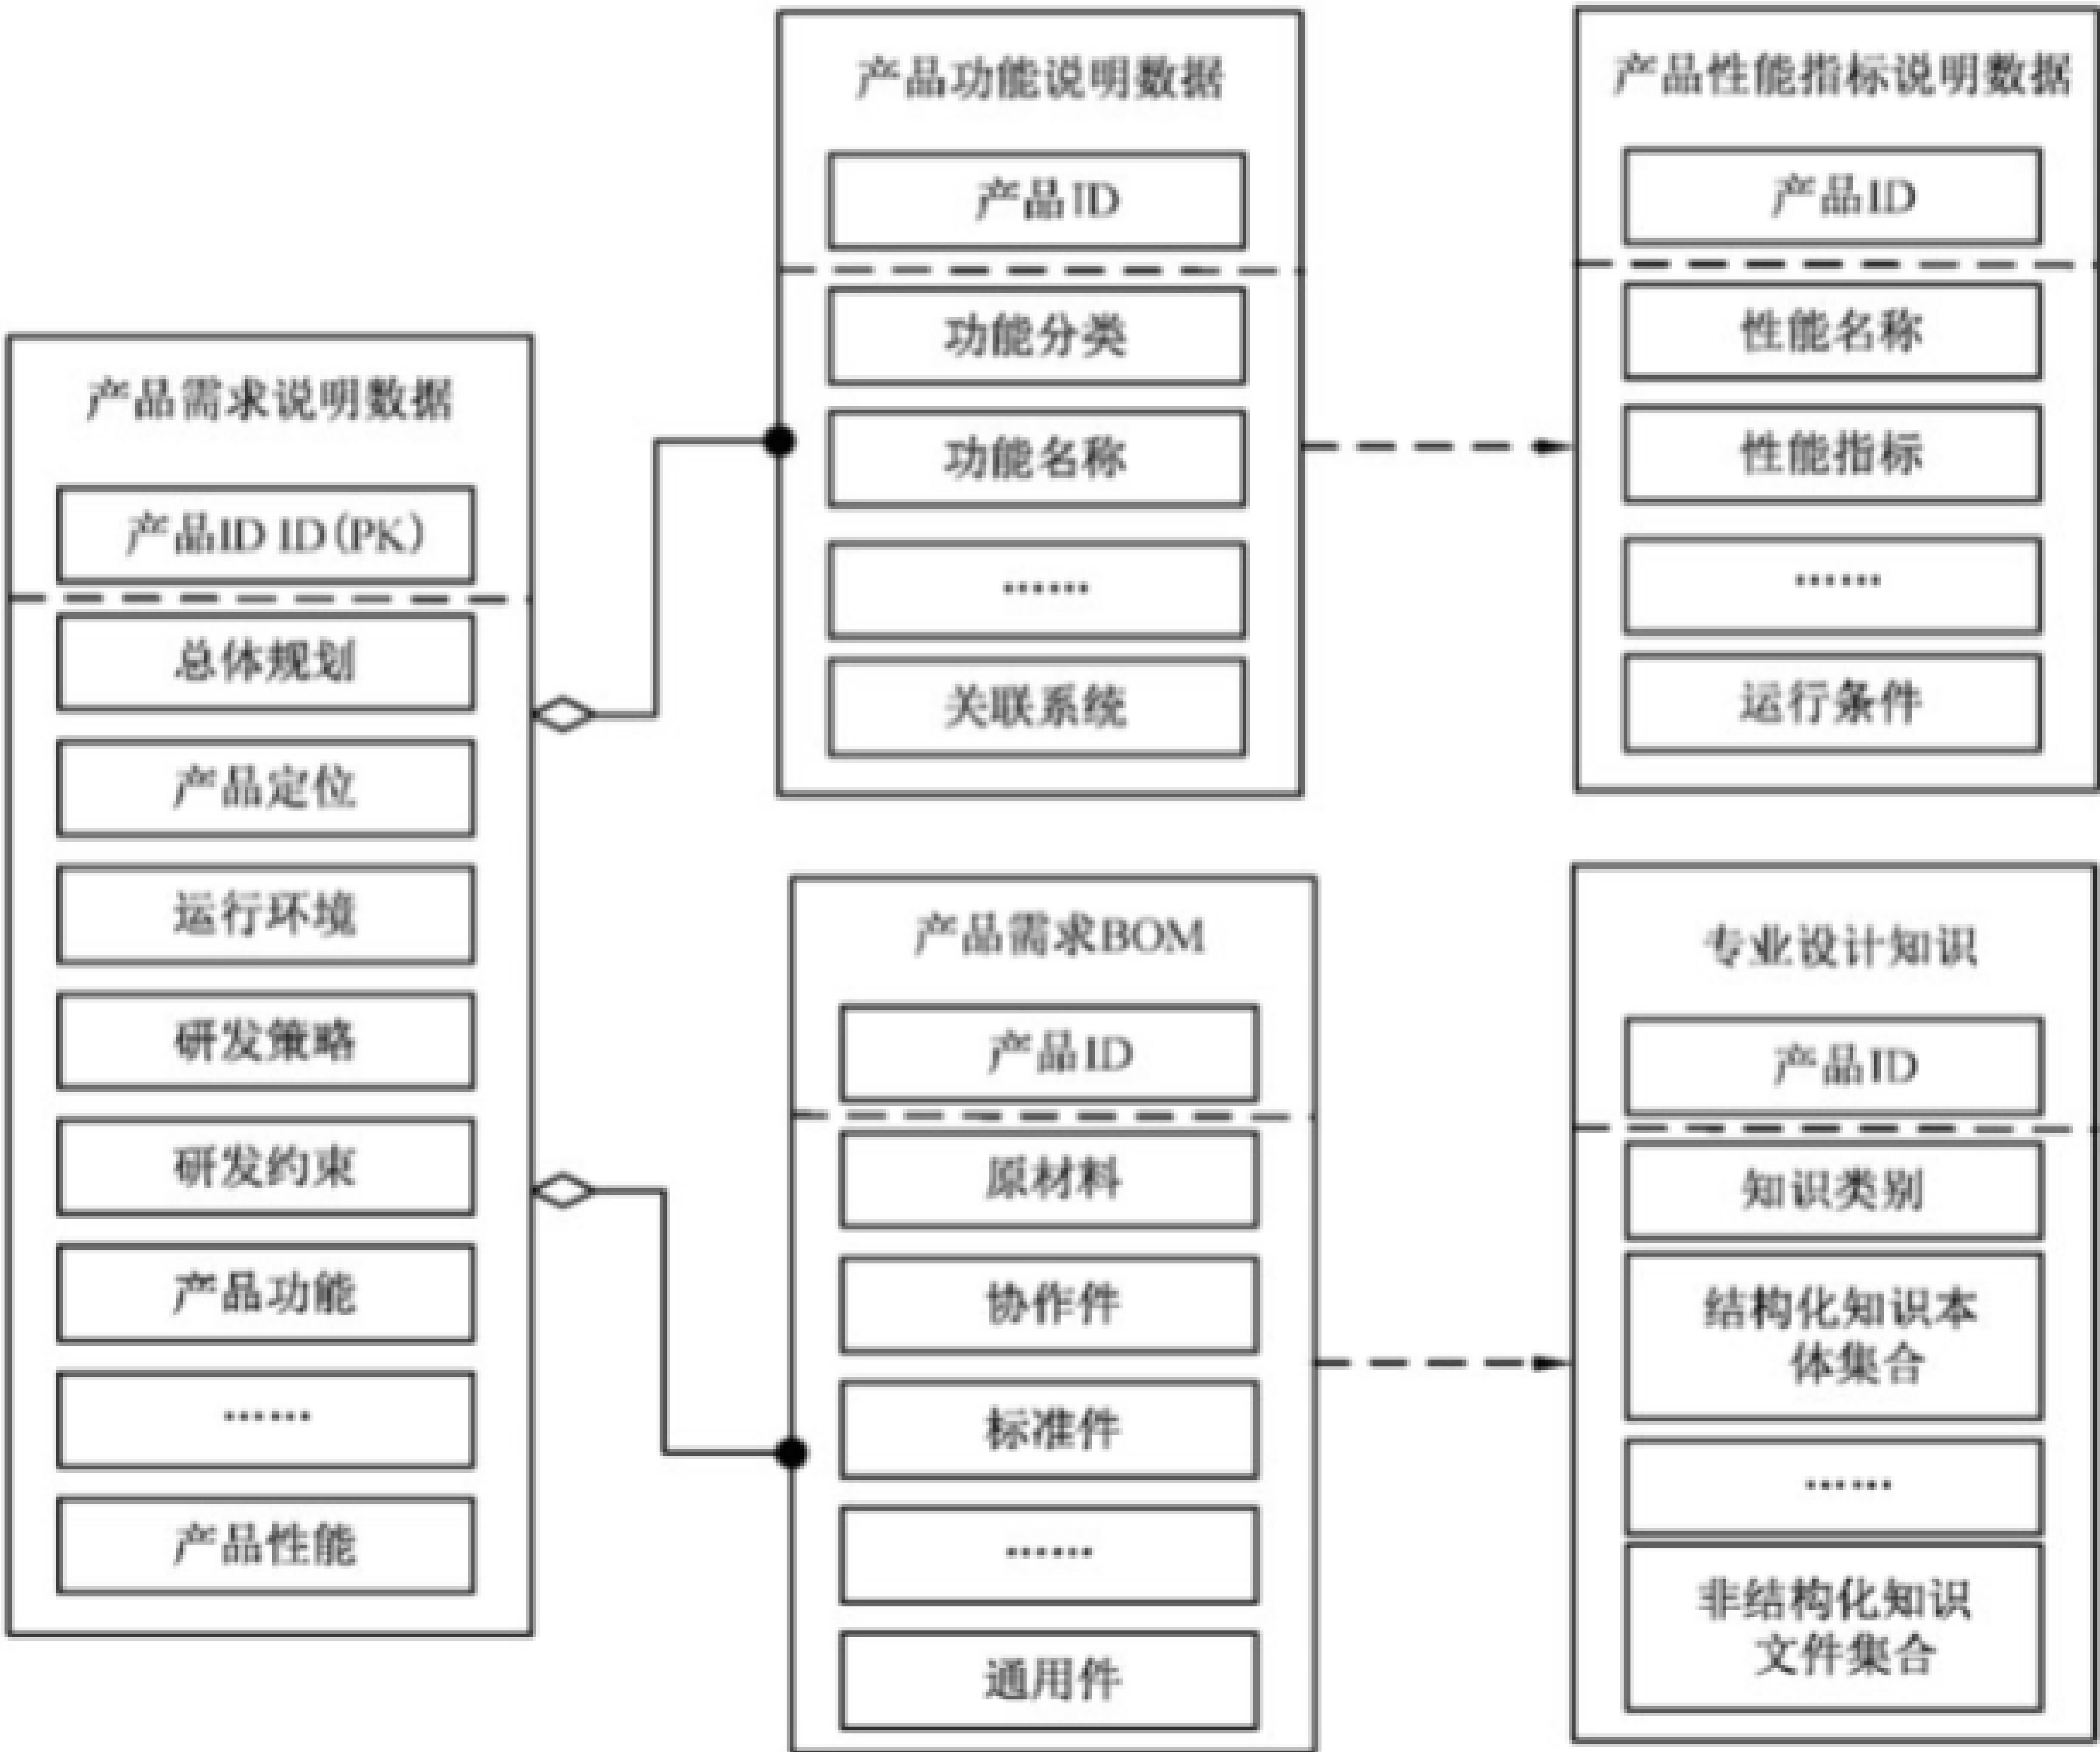 产品需求说明数据
产品ID ID(PK)
总体规划
产品定位
运行环境
研发策略
研发约束
产品功能
……
产品性能
产品功能说明数据
产品ID
功能分类
功能名称
……
关联系统
产品性能指标说明数据
产品ID
性能名称
性能指标
……
运行条件
产品需求BOM
产品ID
原材料
协作件
标准件
……
通用件
专业设计知识
产品ID
知识类别
结构化知识本
体集合
……
非结构化知识
文件集合